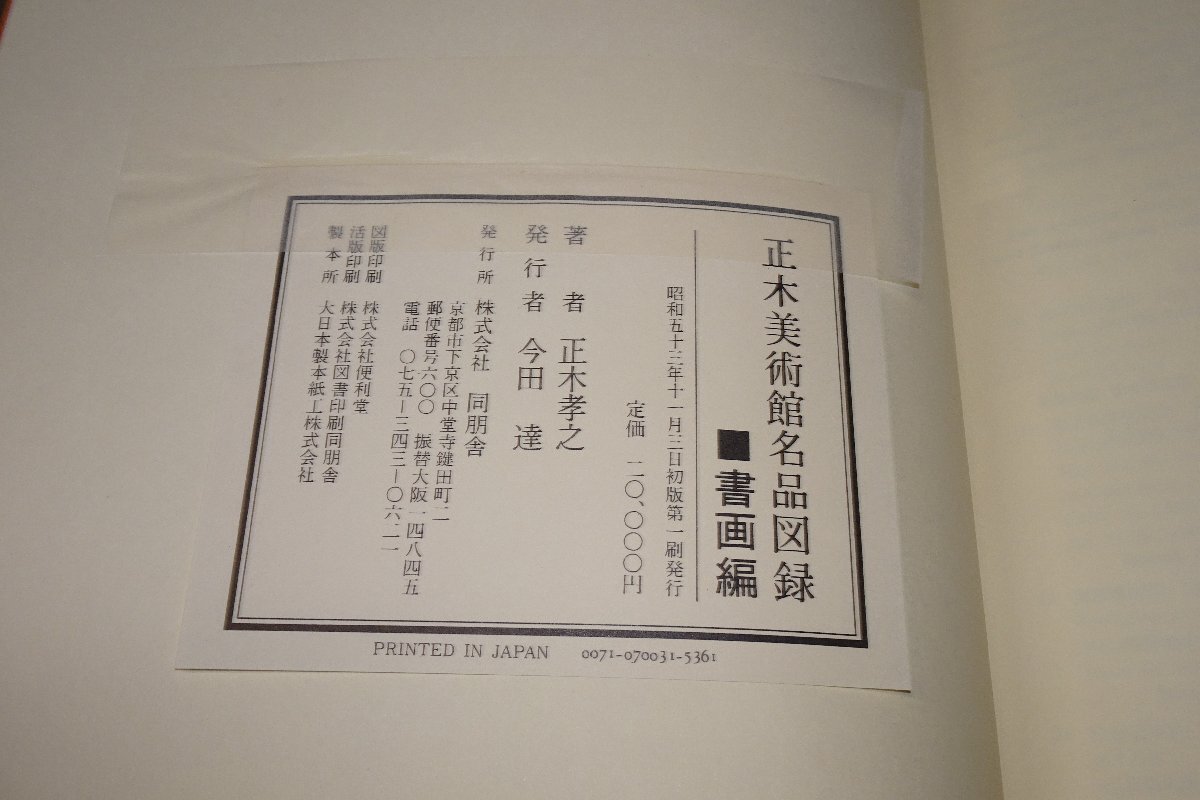 正木美術館名品図録
■書画編
昭和五十三年十一月三日初版第一刷発行
定価 二〇、〇〇〇円
著者 正木孝之
発行者 今田達
発行所 株式会社 同朋舎
京都市下京区中堂寺鍵田町二
郵便番号六〇〇 振替大阪一四八四五
電話 〇七五−三四三−〇六二一
図版印刷 株式会社便利堂
活版印刷 株式会社図書印刷同朋舎
製本所 大日本製本紙工株式会社
PRINTED IN JAPAN 0071-070031-5361